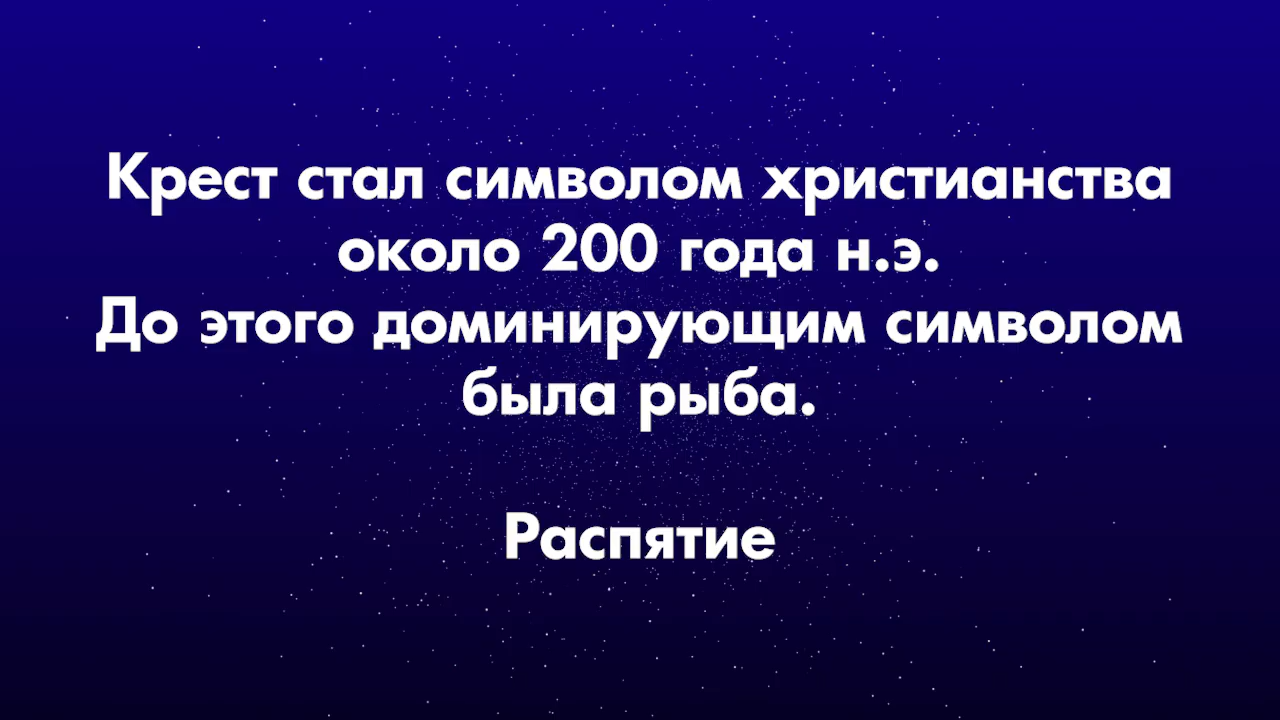 Крест стал символом христианства
около 200 года н.э.
До этого доминирующим символом
была рыба.
Распятие